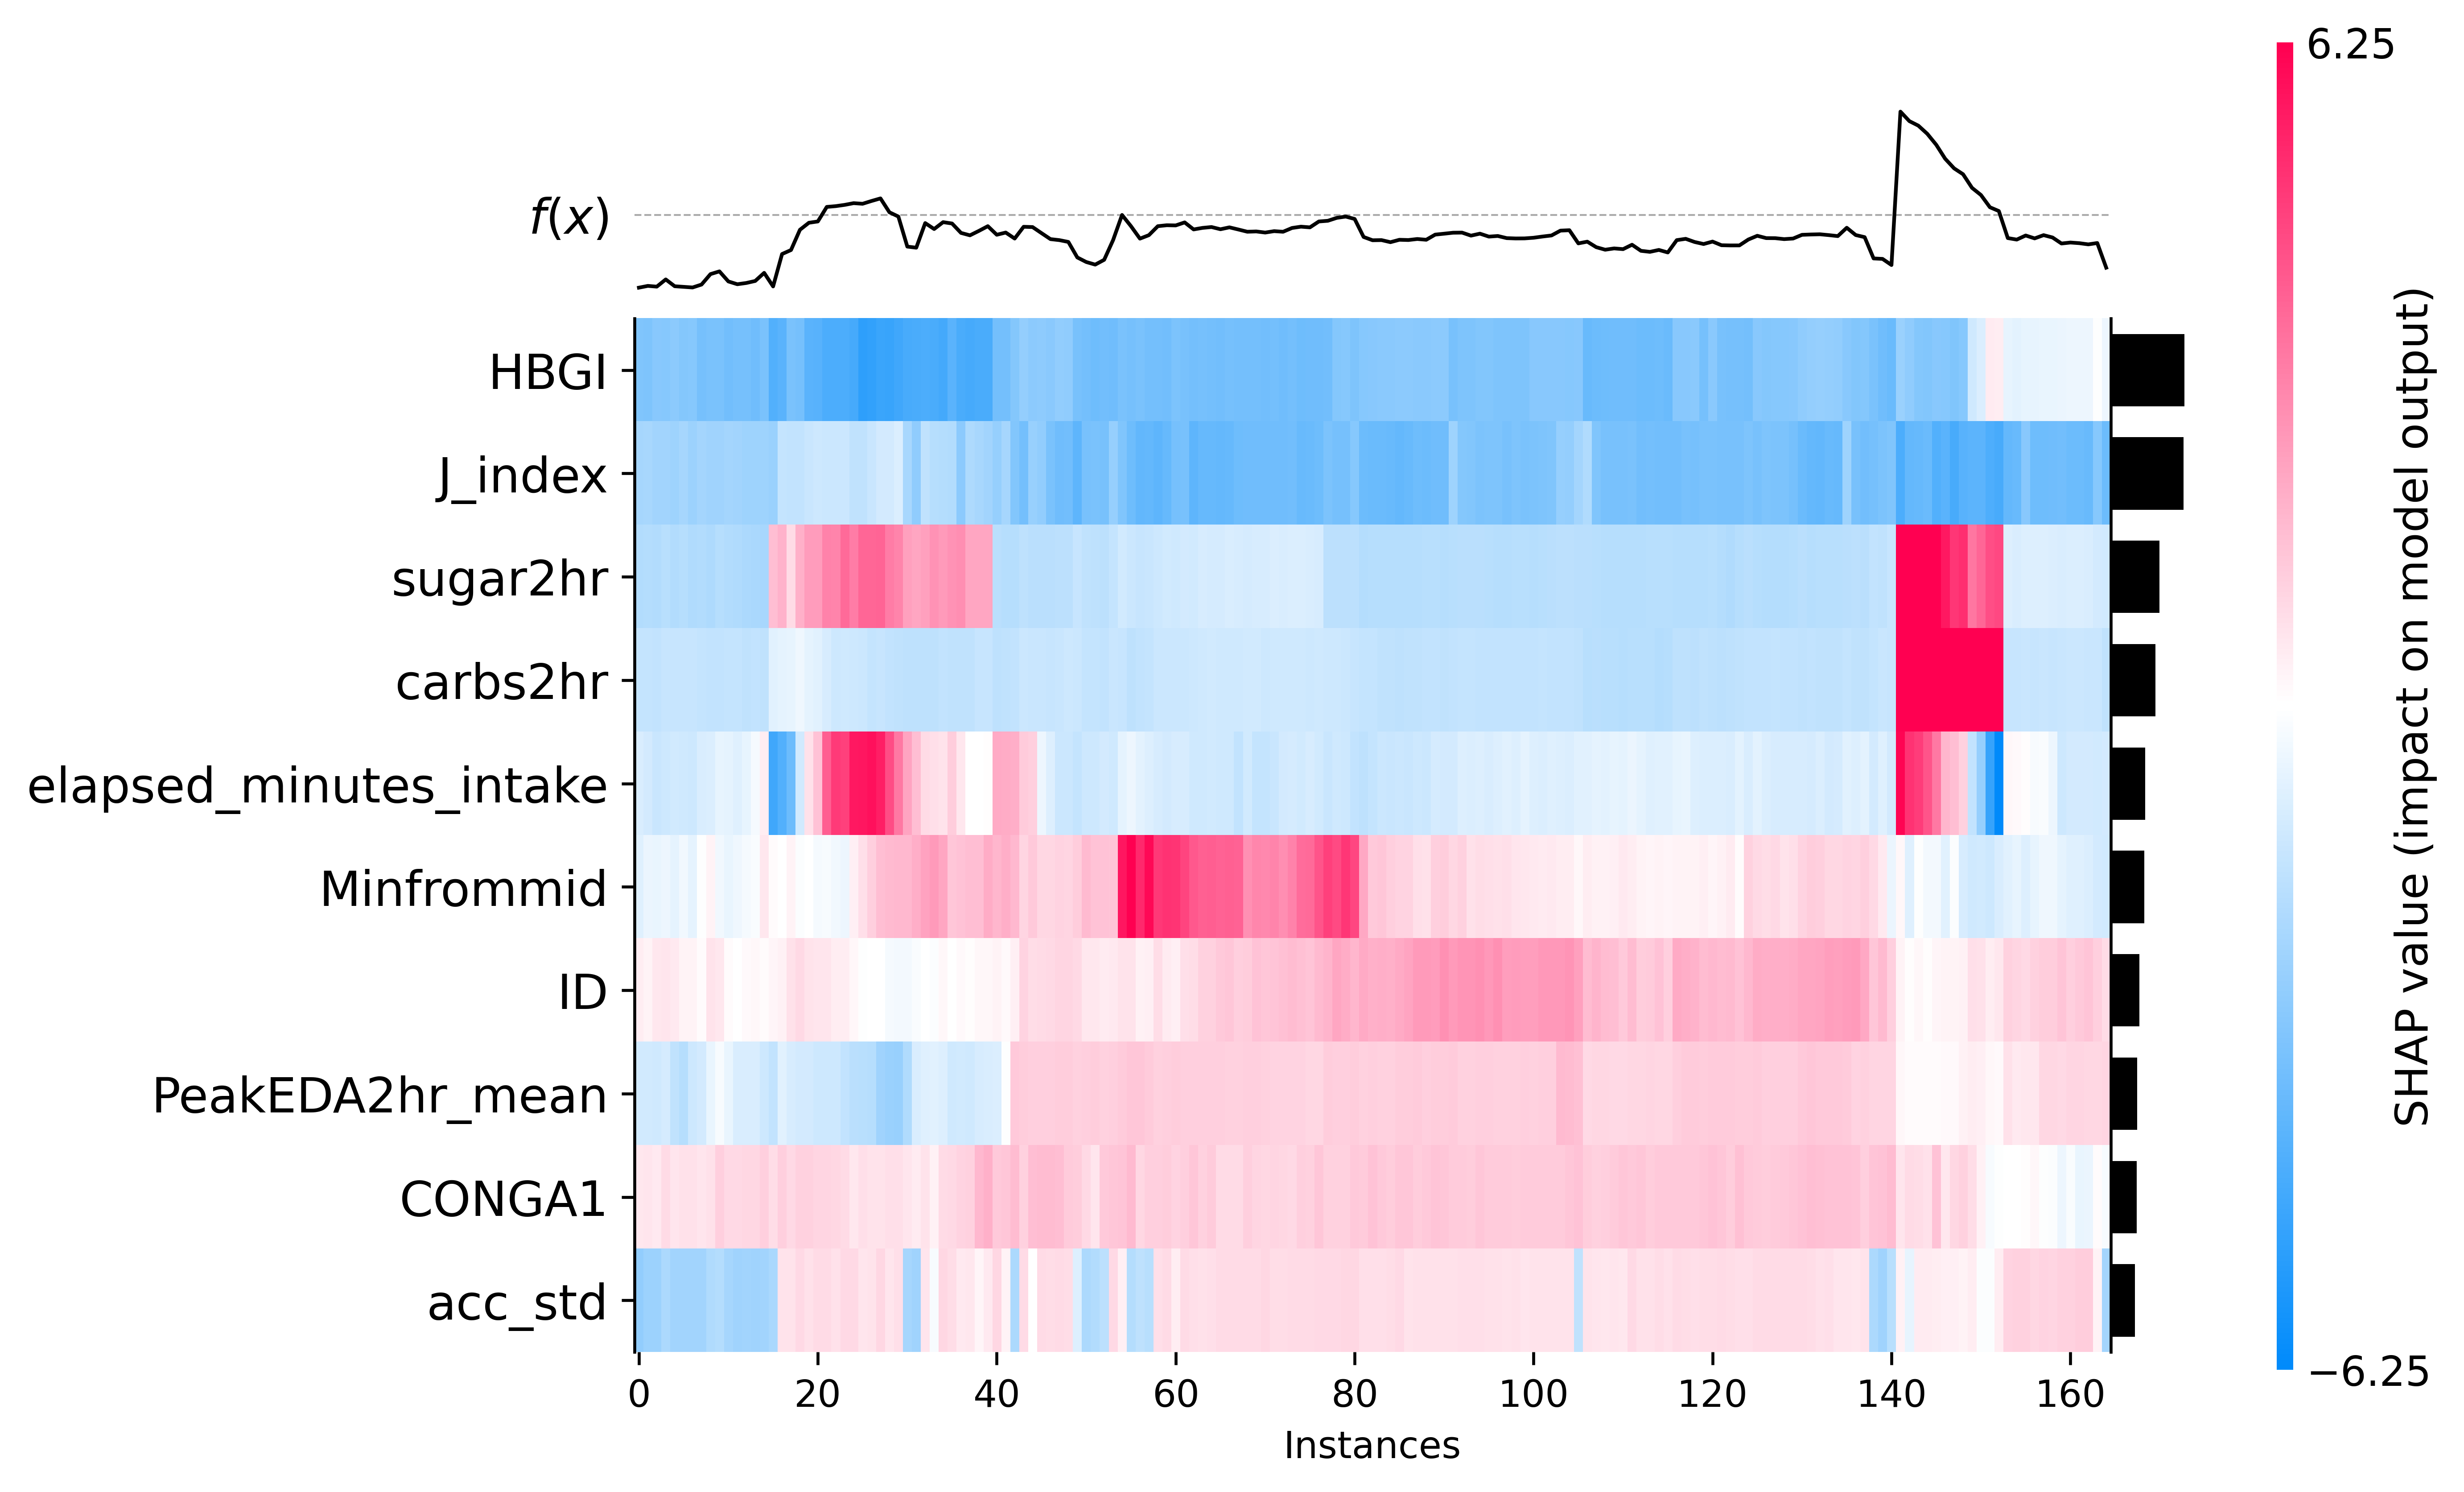 6.25
f(x)
HBGI
J_index
sugar2hr
carbs2hr
elapsed_minutes_intake
Minfrommid
ID
PeakEDA2hr_mean
CONGA1
acc_std
0 20 40 60 80 100 120 140 160
Instances
SHAP value (impact on model output)
−6.25